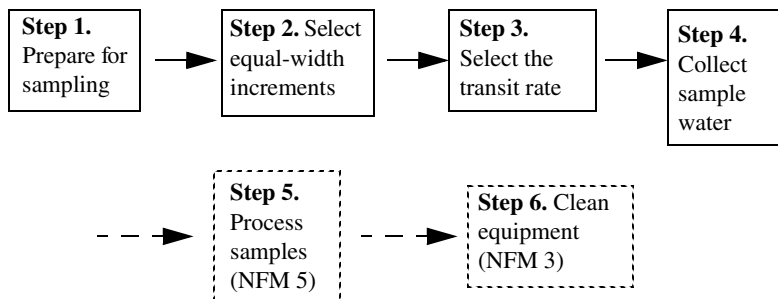 Step 1.
Prepare for
sampling
Step 2. Select
equal-width
increments
Step 3.
Select the
transit rate
Step 4.
Collect
sample
water
Step 5.
Process
samples
(NFM 5)
Step 6. Clean
equipment
(NFM 3)